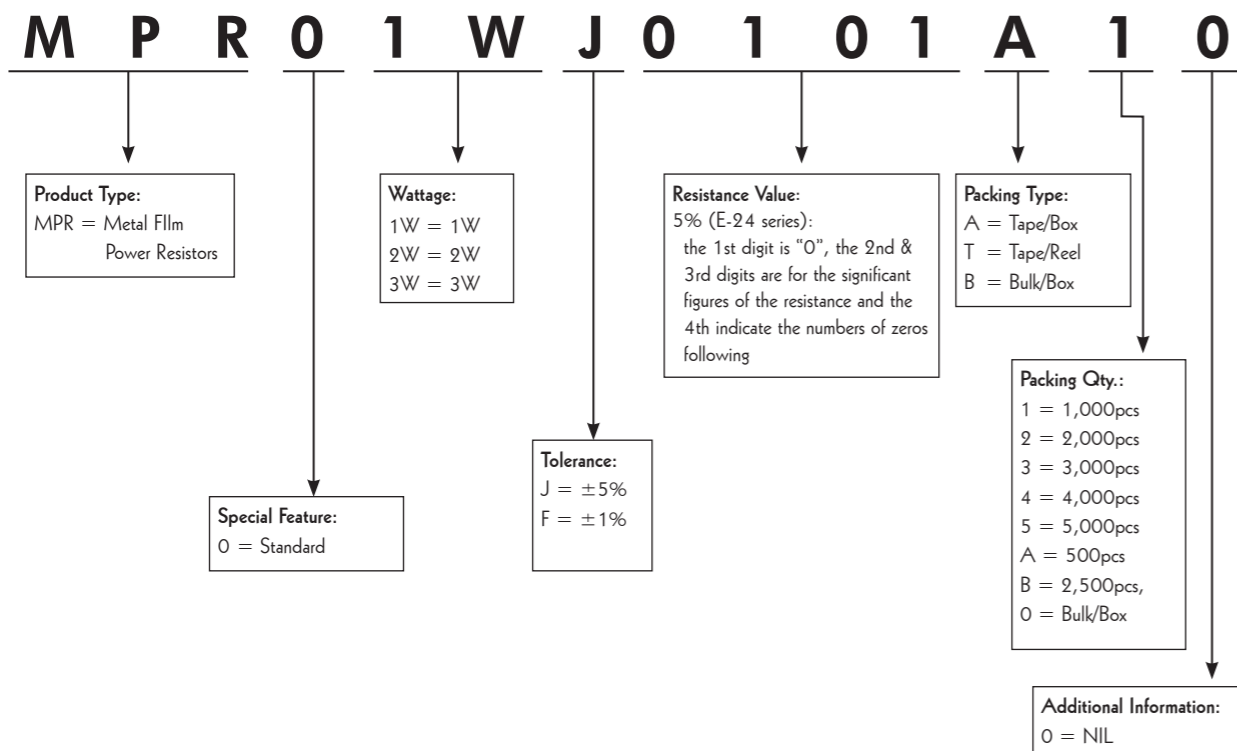 M P R 0 1 W J 0 1 0 1 A 1 0
Product Type:
MPR = Metal FIlm
Power Resistors
Wattage:
1W = 1W
2W = 2W
3W = 3W
Resistance Value:
5% (E-24 series):
the 1st digit is “0”, the 2nd &
3rd digits are for the significant
figures of the resistance and the
4th indicate the numbers of zeros
following
Packing Type:
A = Tape/Box
T = Tape/Reel
B = Bulk/Box
Packing Qty.:
1 = 1,000pcs
2 = 2,000pcs
3 = 3,000pcs
4 = 4,000pcs
5 = 5,000pcs
A = 500pcs
B = 2,500pcs,
0 = Bulk/Box
Tolerance:
J = ±5%
F = ±1%
Special Feature:
0 = Standard
Additional Information:
0 = NIL